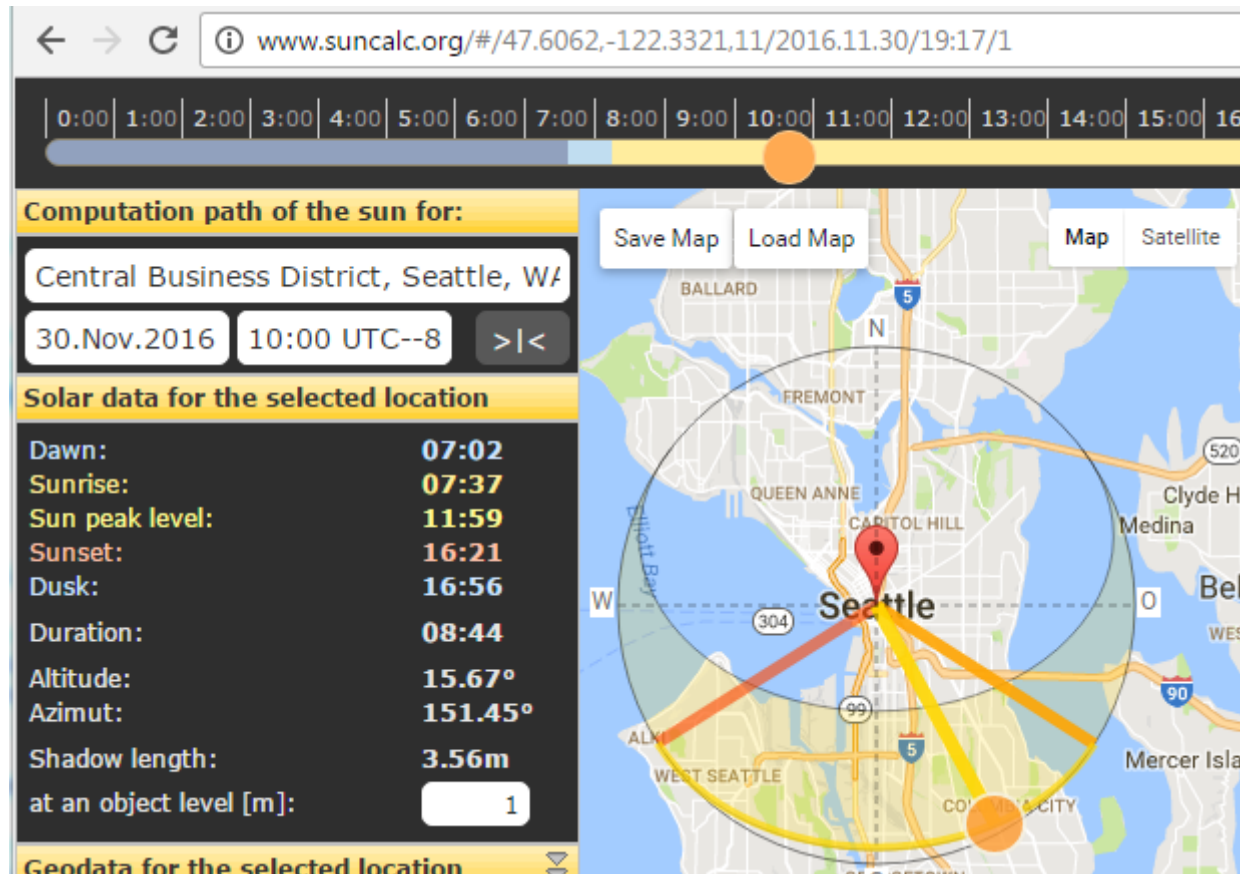 www.suncalc.org/#/47.6062,-122.3321,11/2016.11.30/19:17/1
0:00 1:00 2:00 3:00 4:00 5:00 6:00 7:00 8:00 9:00 10:00 11:00 12:00 13:00 14:00 15:00 16
Computation path of the sun for:
Central Business District, Seattle, WA
30.Nov.2016 10:00 UTC--8 >|<
Solar data for the selected location
Dawn: 07:02
Sunrise: 07:37
Sun peak level: 11:59
Sunset: 16:21
Dusk: 16:56
Duration: 08:44
Altitude: 15.67°
Azimut: 151.45°
Shadow length: 3.56m
at an object level [m]: 1
Geodata for the selected location
Save Map Load Map Map Satellite
BALLARD
5
N
FREMONT
520
QUEEN ANNE
Clyde H
CAPITOL HILL
Medina
Elliott Bay
Bel
W
Seattle
O
304
WES
90
99
ALKI
5
Mercer Isla
WEST SEATTLE
COLUMBIA CITY